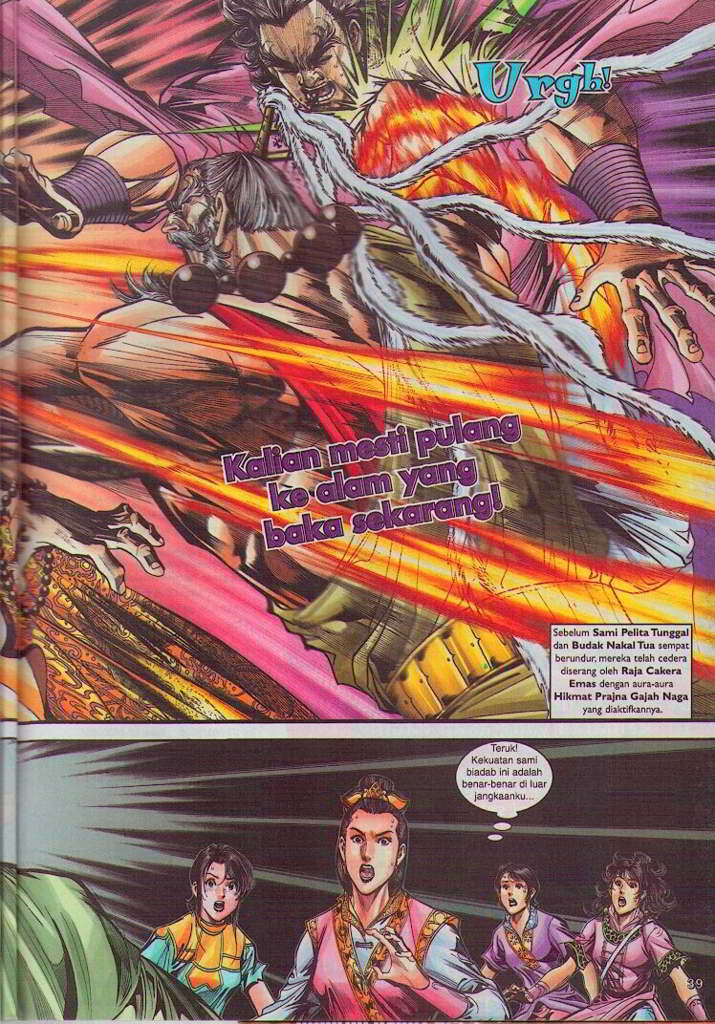 Urgh!
Kalian mesti pulang
ke alam yang
baka sekarang!
Sebelum Sami Pelita Tunggal
dan Budak Nakal Tua sempat
berundur, mereka telah cedera
diserang oleh Raja Cakera
Emas dengan aura-aura
Hikmat Prajna Gajah Naga
yang diaktifkannya.
Teruk!
Kekuatan sami
biadab ini adalah
benar-benar di luar
jangkaanku...
39